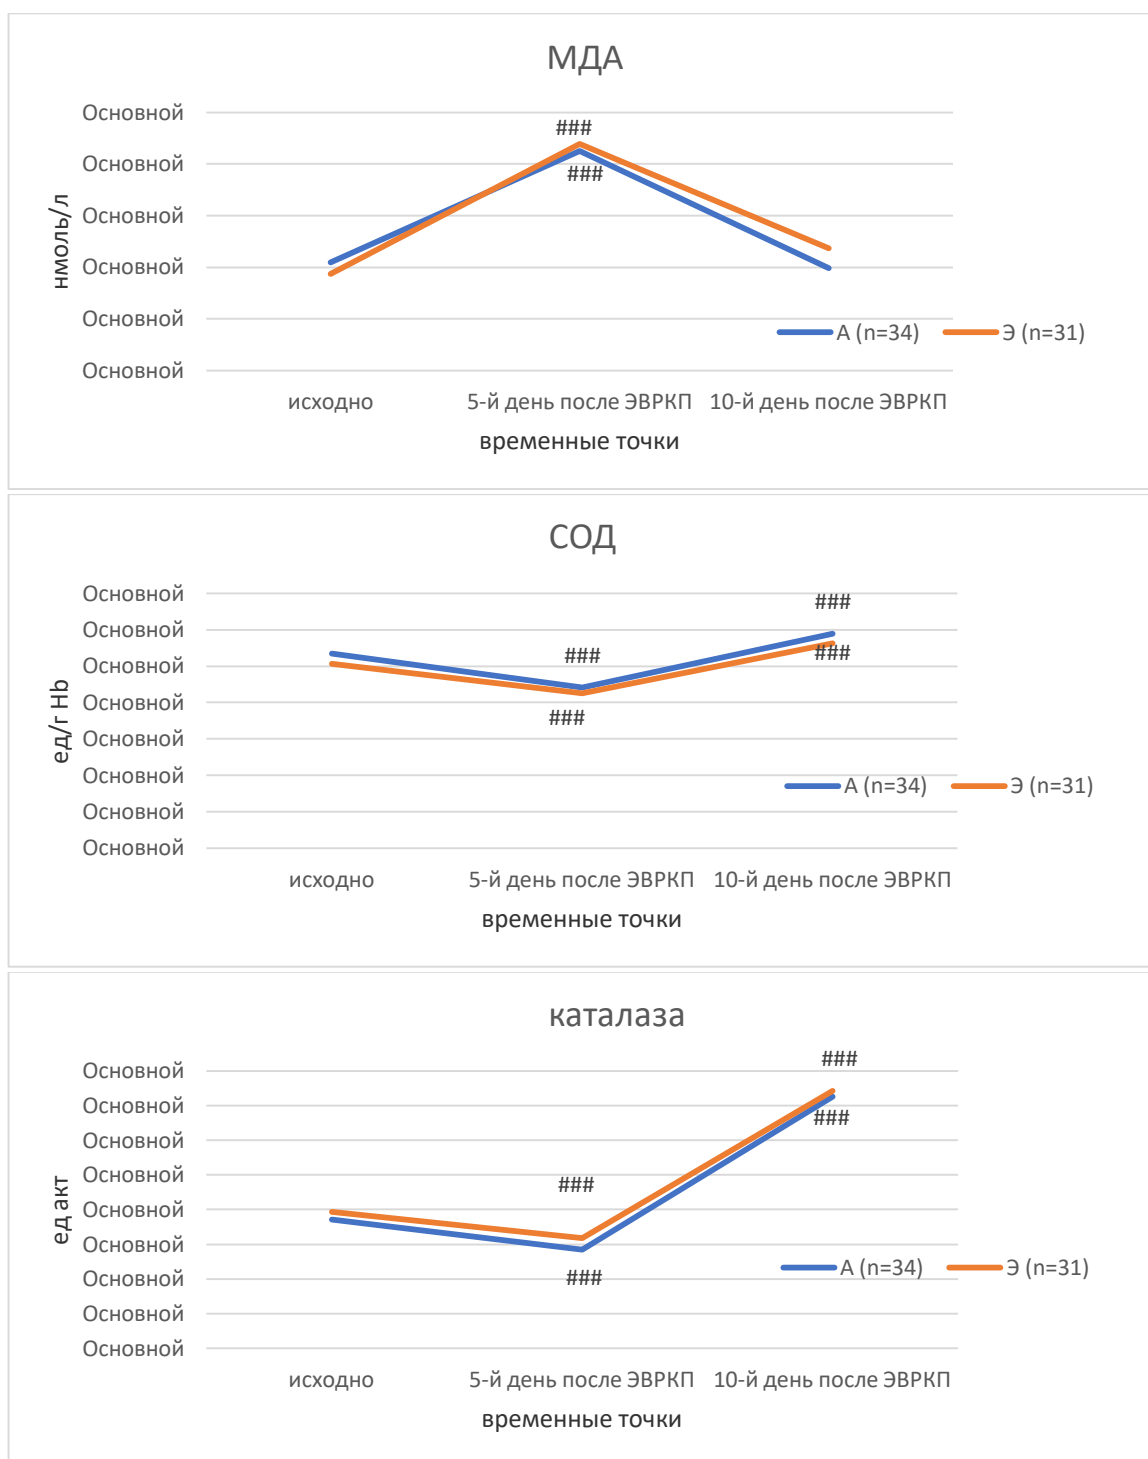 МДА
Основной
###
Основной
###
Основной
Основной
Основной
Основной
нмоль/л
А (n=34) Э (n=31)
исходно 5-й день после ЭВРКП 10-й день после ЭВРКП
временные точки
СОД
Основной
###
Основной
###
###
Основной
Основной
###
Основной
Основной
Основной
Основной
ед/г Hb
А (n=34) Э (n=31)
исходно 5-й день после ЭВРКП 10-й день после ЭВРКП
временные точки
каталаза
###
Основной
Основной
###
Основной
Основной
###
Основной
Основной
Основной
###
Основной
Основной
ед акт
А (n=34) Э (n=31)
исходно 5-й день после ЭВРКП 10-й день после ЭВРКП
временные точки